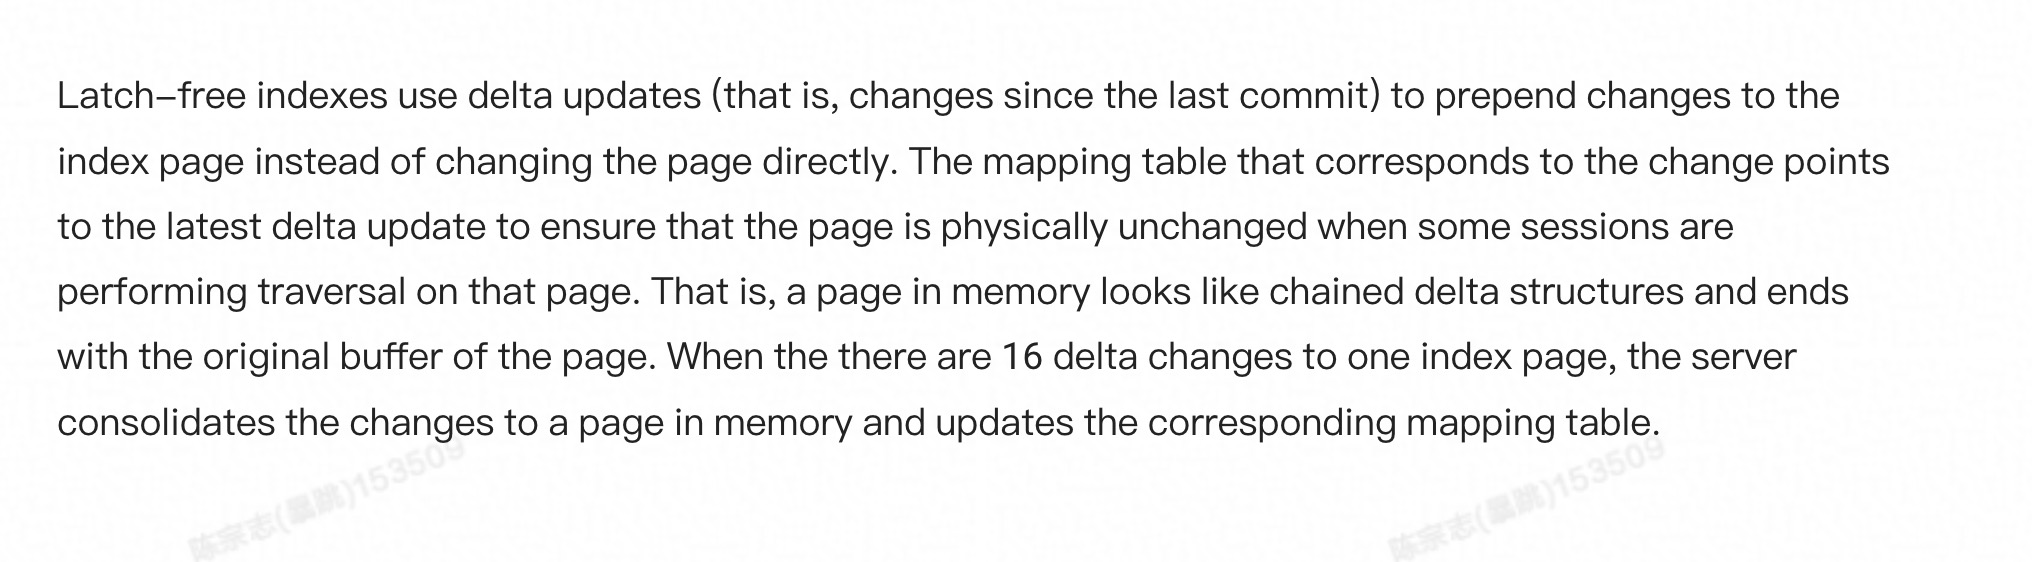 Latch-free indexes use delta updates (that is, changes since the last commit) to prepend changes to the
index page instead of changing the page directly. The mapping table that corresponds to the change points
to the latest delta update to ensure that the page is physically unchanged when some sessions are
performing traversal on that page. That is, a page in memory looks like chained delta structures and ends
with the original buffer of the page. When the there are 16 delta changes to one index page, the server
consolidates the changes to a page in memory and updates the corresponding mapping table.
陈宗志(暴跳)153509
陈宗志(暴跳)153509